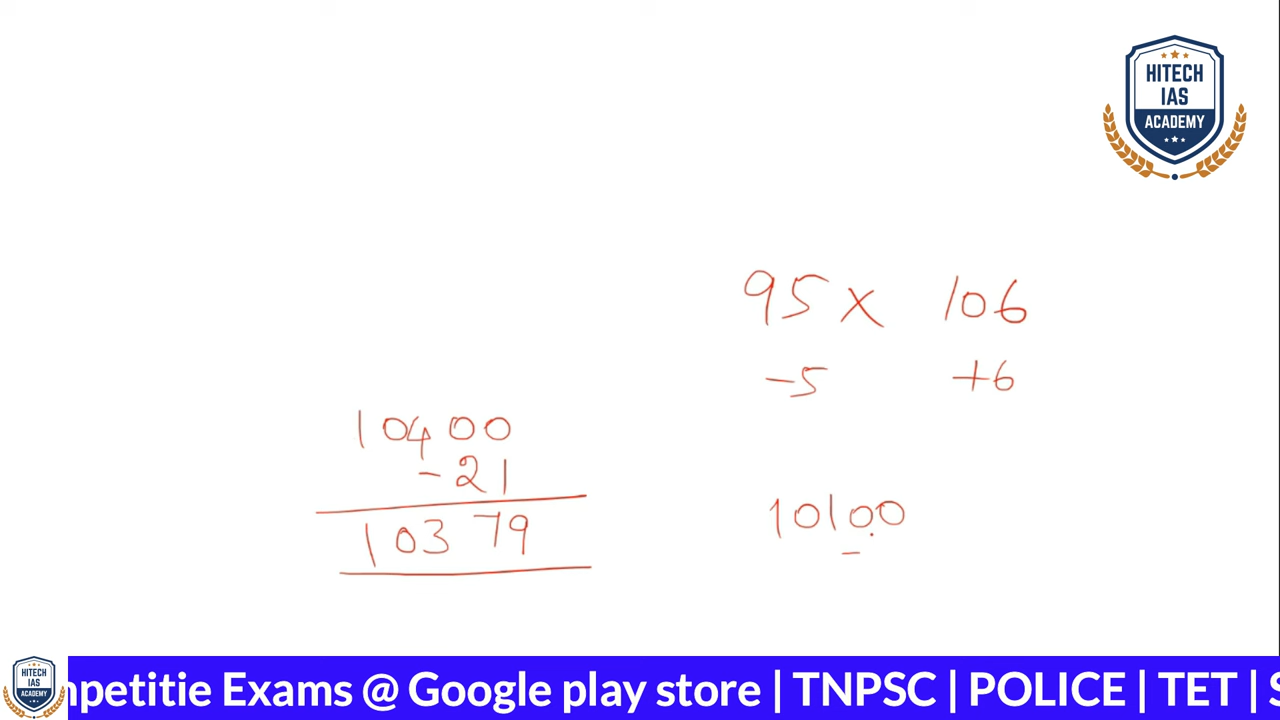 HITECH
IAS
ACADEMY
95 x 106
-5 +6
10400
-21
10379
10100
-
HITECH
IAS
ACADEMY
mpetitie Exams @ Google play store | TNPSC | POLICE | TET | S